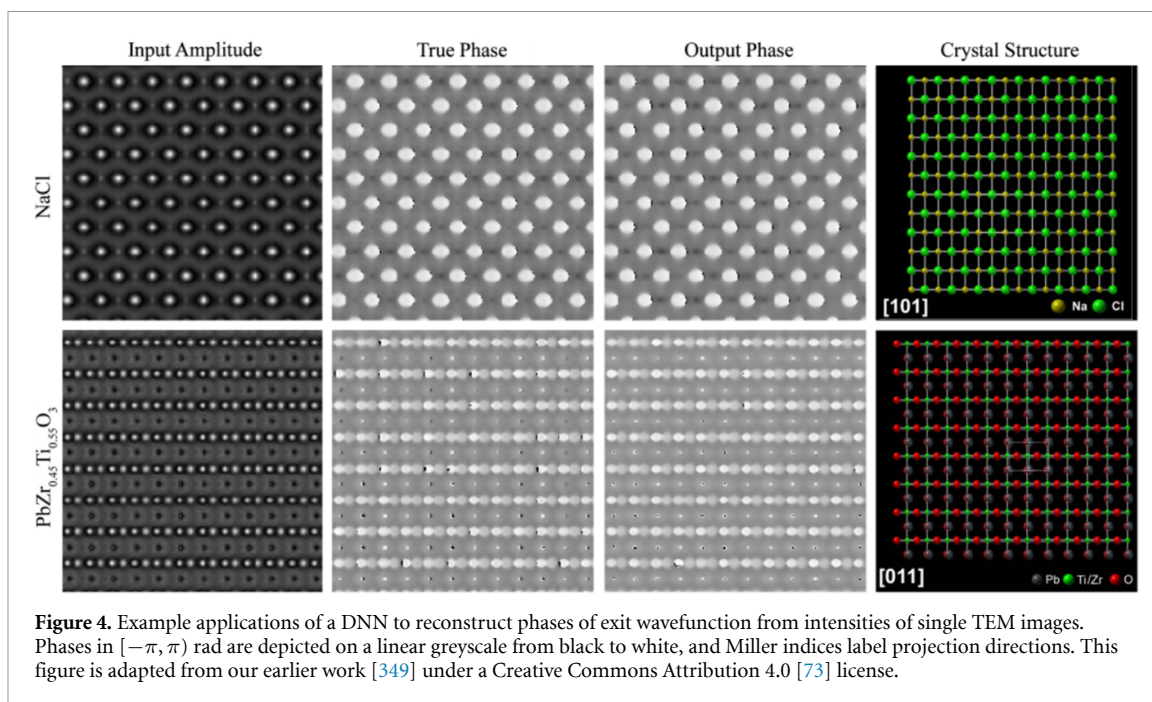 Input Amplitude True Phase Output Phase Crystal Structure
NaCl
[101] Na Cl
PbZr0.45Ti0.55O3
[011] Pb Ti/Zr O
Figure 4. Example applications of a DNN to reconstruct phases of exit wavefunction from intensities of single TEM images.
Phases in [−π, π) rad are depicted on a linear greyscale from black to white, and Miller indices label projection directions. This
figure is adapted from our earlier work [349] under a Creative Commons Attribution 4.0 [73] license.